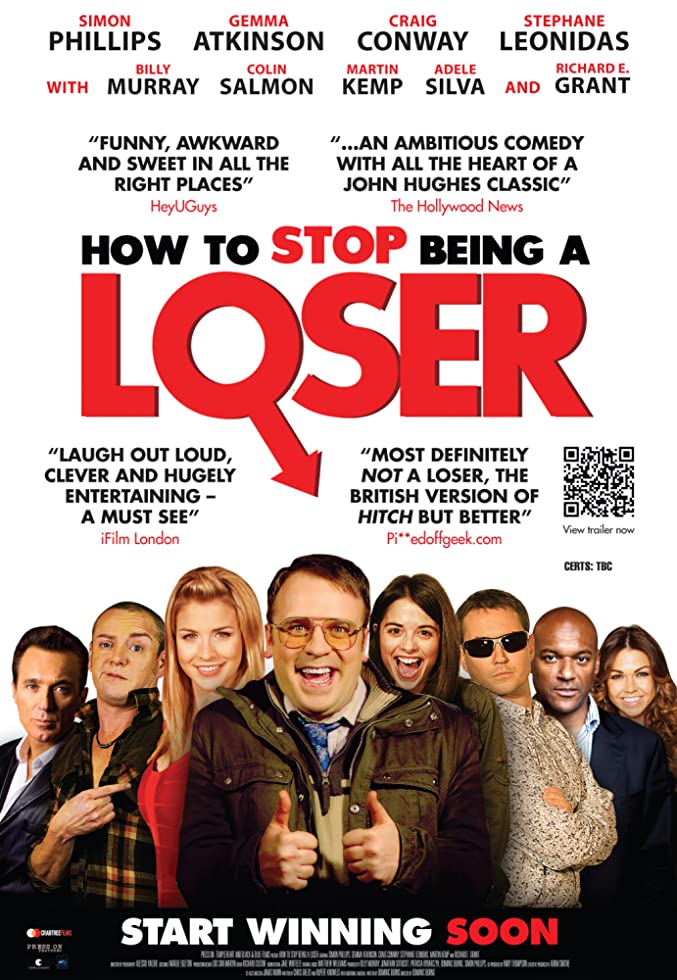 SIMON GEMMA CRAIG STEPHANE
PHILLIPS ATKINSON CONWAY LEONIDAS
BILLY COLIN MARTIN ADELE RICHARD E.
WITH MURRAY SALMON KEMP SILVA AND GRANT
“FUNNY, AWKWARD
AND SWEET IN ALL THE
RIGHT PLACES”
HeyUGuys
“...AN AMBITIOUS COMEDY
WITH ALL THE HEART OF A
JOHN HUGHES CLASSIC”
The Hollywood News
HOW TO STOP BEING A
LOSER
“LAUGH OUT LOUD,
CLEVER AND HUGELY
ENTERTAINING –
A MUST SEE”
iFilm London
“MOST DEFINITELY
NOT A LOSER, THE
BRITISH VERSION OF
HITCH BUT BETTER”
Pi**edoffgeek.com
View trailer now
CERTS: TBC
START WINNING SOON
CRABTREEFILMS
PRESS ON